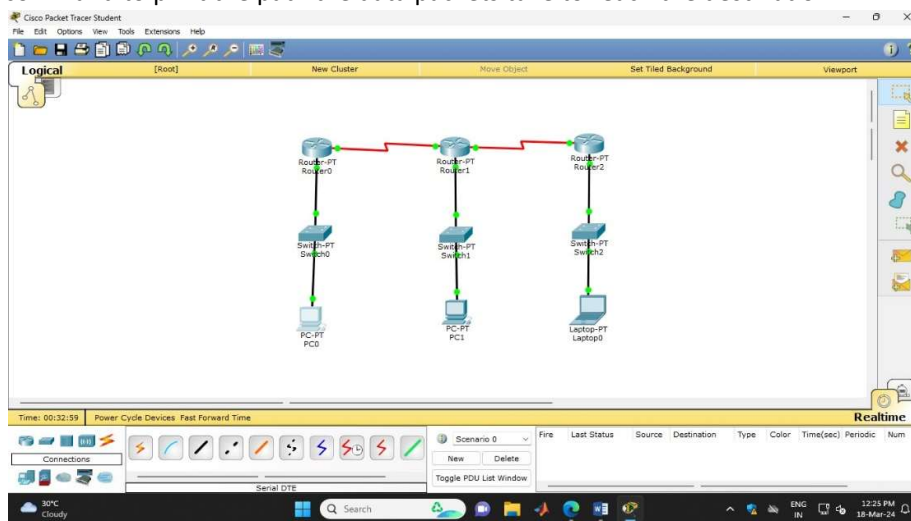 Cisco Packet Tracer Student
File Edit Options View Tools Extensions Help
Logical [Root] New Cluster Move Object Set Tiled Background Viewport
Router-PT
Router0
Router-PT
Router1
Router-PT
Router2
Switch-PT
Switch0
Switch-PT
Switch1
Switch-PT
Switch2
PC-PT
PC0
PC-PT
PC1
Laptop-PT
Laptop0
Time: 00:32:59 Power Cycle Devices Fast Forward Time Realtime
Connections
Serial DTE
Scenario 0
New Delete
Toggle PDU List Window
Fire Last Status Source Destination Type Color Time(sec) Periodic Num
30°C
Cloudy
Search
ENG
IN
12:25 PM
18-Mar-24